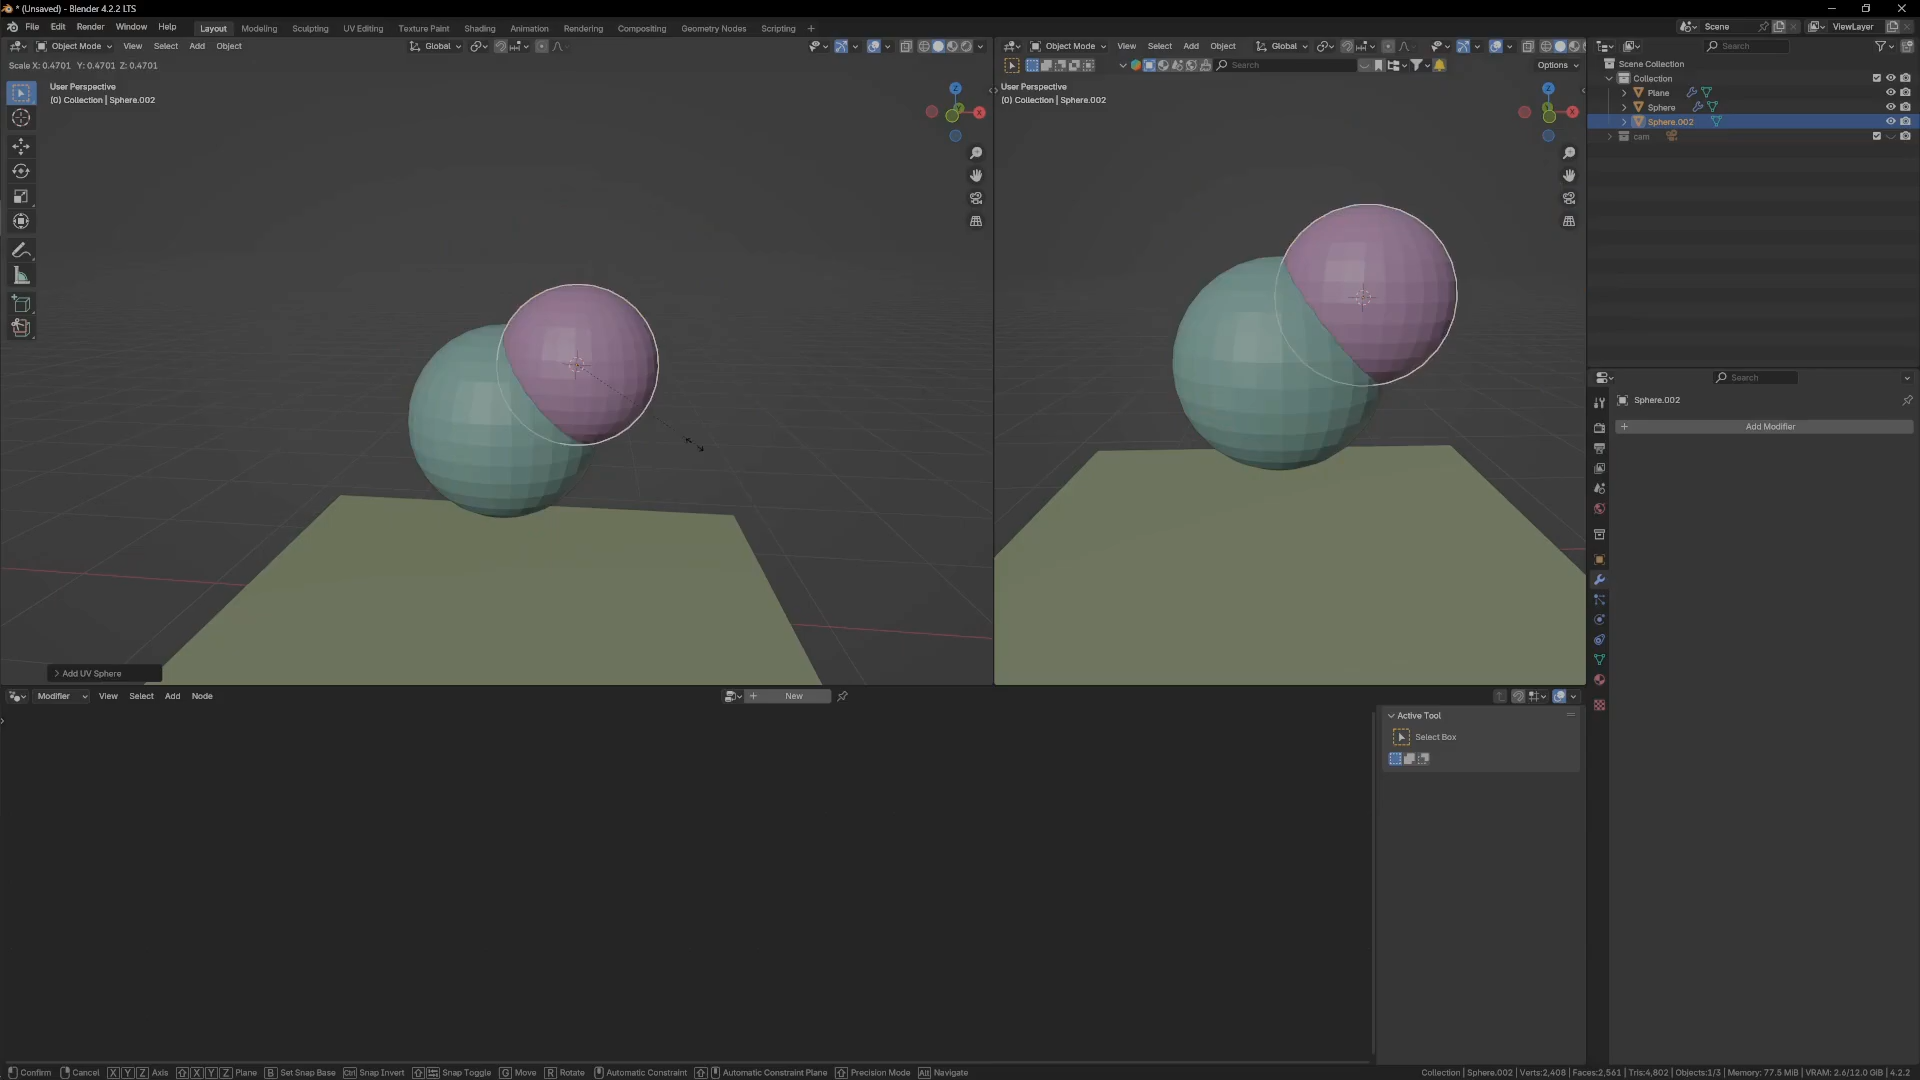 * (Unsaved) - Blender 4.2.2 LTS
File Edit Render Window Help Layout Modeling Sculpting UV Editing Texture Paint Shading Animation Rendering Compositing Geometry Nodes Scripting +
Scene ViewLayer
Object Mode View Select Add Object Global
Object Mode View Select Add Object Global
Search
Scale X: 0.4701 Y: 0.4701 Z: 0.4701
Search Options
User Perspective
(0) Collection | Sphere.002
User Perspective
(0) Collection | Sphere.002
Z
Y
X
Z
Y
X
Scene Collection
Collection
Plane
Sphere
Sphere.002
cam
Search
Sphere.002
+ Add Modifier
> Add UV Sphere
Modifier View Select Add Node + New
Active Tool
Select Box
Confirm Cancel X Y Z Axis X Y Z Plane B Set Snap Base Ctrl Snap Invert Snap Toggle G Move R Rotate Automatic Constraint Automatic Constraint Plane Precision Mode Alt Navigate
Collection | Sphere.002 | Verts:2,408 | Faces:2,561 | Tris:4,802 | Objects:1/3 | Memory: 77.5 MiB | VRAM: 2.6/12.0 GiB | 4.2.2